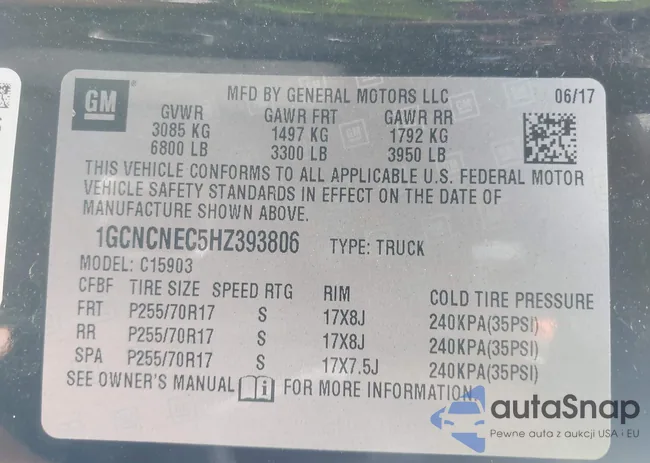 GM
MFD BY GENERAL MOTORS LLC 06/17
GVWR GAWR FRT GAWR RR
3085 KG 1497 KG 1792 KG
6800 LB 3300 LB 3950 LB
THIS VEHICLE CONFORMS TO ALL APPLICABLE U.S. FEDERAL MOTOR
VEHICLE SAFETY STANDARDS IN EFFECT ON THE DATE OF
MANUFACTURE SHOWN ABOVE.
1GCNCNEC5HZ393806 TYPE: TRUCK
MODEL: C15903
CFBF TIRE SIZE SPEED RTG RIM COLD TIRE PRESSURE
FRT P255/70R17 S 17X8J 240KPA(35PSI)
RR P255/70R17 S 17X8J 240KPA(35PSI)
SPA P255/70R17 S 17X7.5J 240KPA(35PSI)
SEE OWNER'S MANUAL FOR MORE INFORMATION.
autaSnap
Pewne auta z aukcji USA i EU